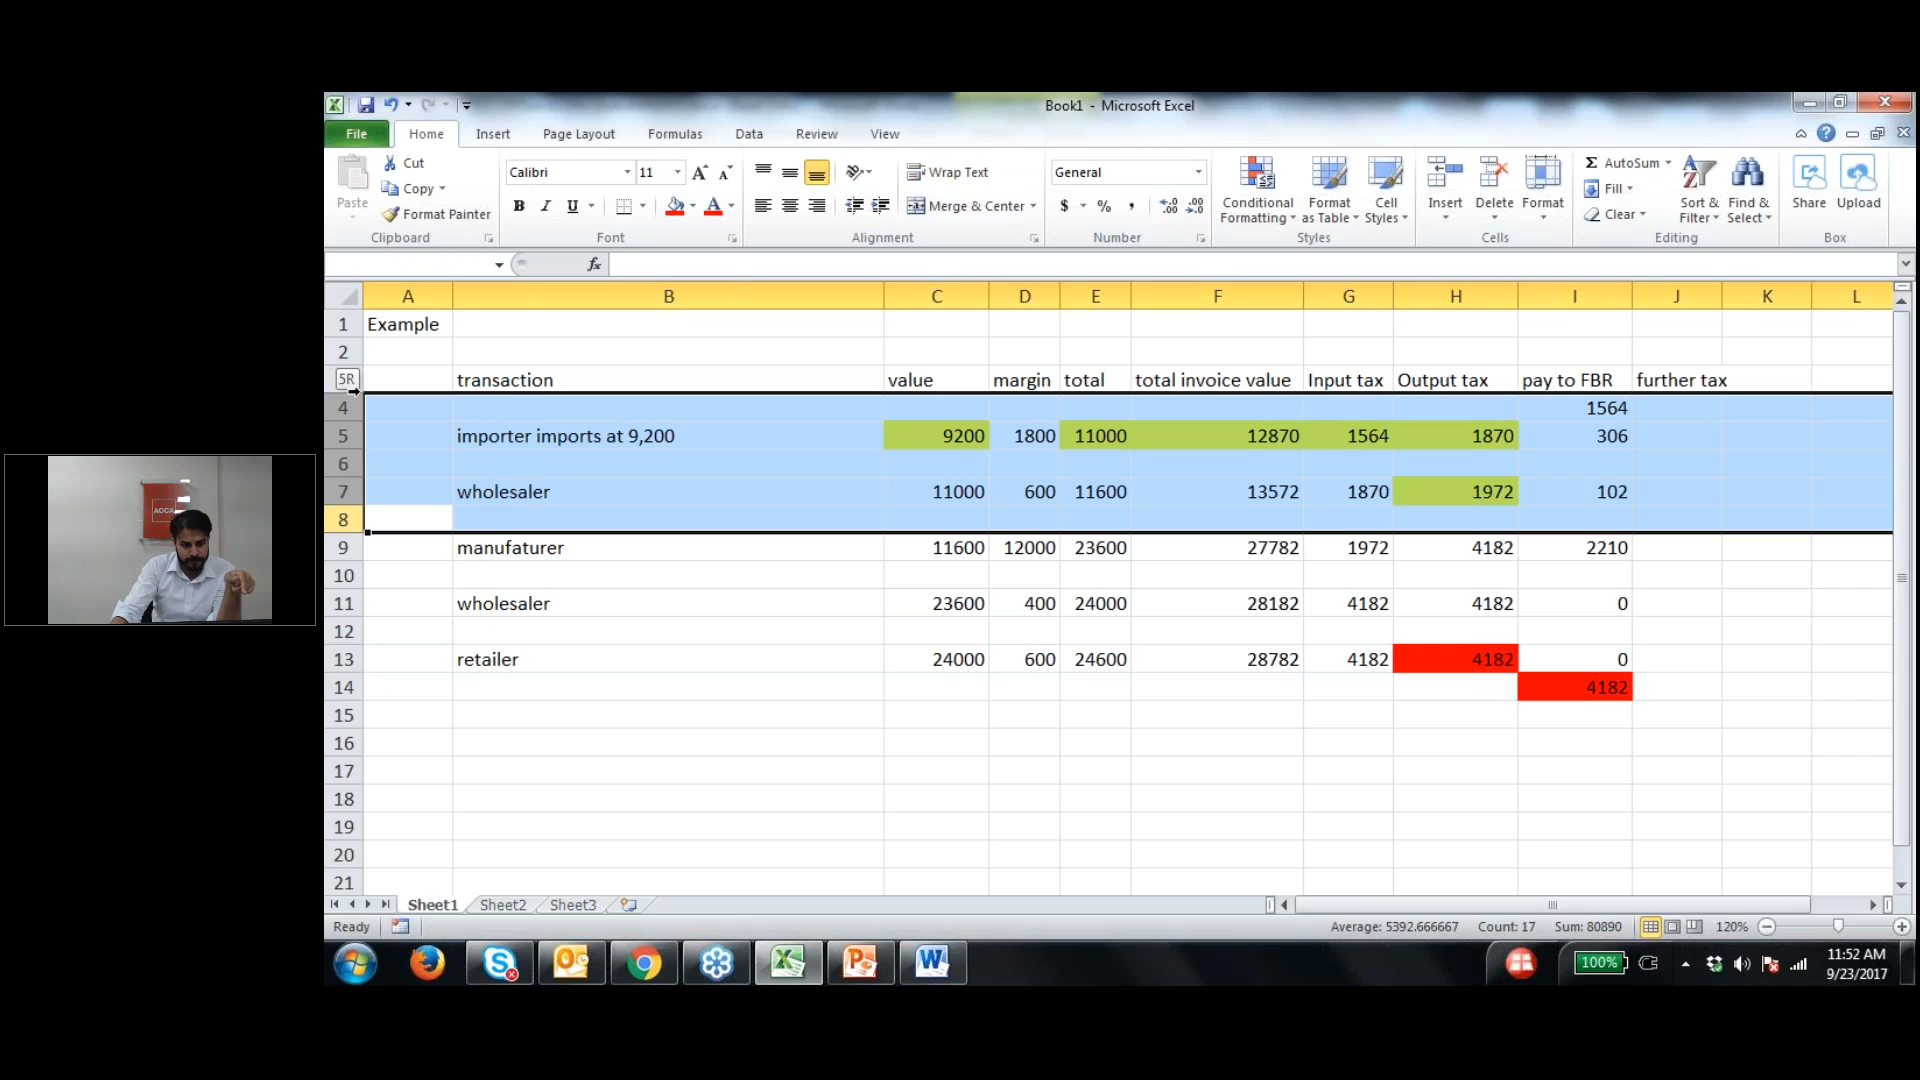 Book1 - Microsoft Excel
File Home Insert Page Layout Formulas Data Review View
Paste Cut Copy Format Painter Clipboard
Calibri 11 A A B I U A Font
Wrap Text Merge & Center Alignment
General $ % , .0 .00 .00 .0 Number
Conditional Formatting Format as Table Cell Styles Styles
Insert Delete Format Cells
Σ AutoSum Fill Clear Sort & Filter Find & Select Editing
Share Upload Box
fx
A B C D E F G H I J K L
1 Example
2
5R transaction value margin total total invoice value Input tax Output tax pay to FBR further tax
4 1564
5 importer imports at 9,200 9200 1800 11000 12870 1564 1870 306
6
7 wholesaler 11000 600 11600 13572 1870 1972 102
8
9 manufaturer 11600 12000 23600 27782 1972 4182 2210
10
11 wholesaler 23600 400 24000 28182 4182 4182 0
12
13 retailer 24000 600 24600 28782 4182 4182 0
14 4182
15
16
17
18
19
20
21
Sheet1 Sheet2 Sheet3
Ready Average: 5392.666667 Count: 17 Sum: 80890 120%
100% 11:52 AM
9/23/2017
ACCA